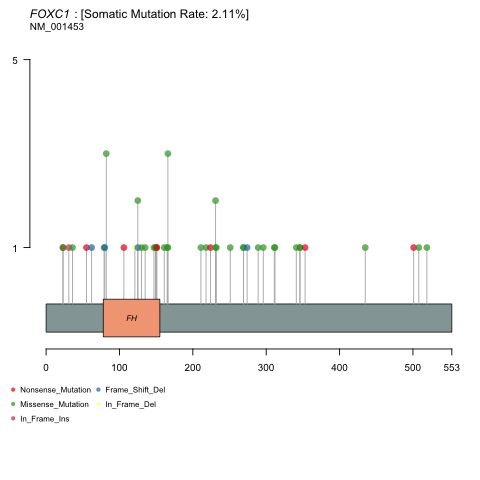 FOXC1 : [Somatic Mutation Rate: 2.11%]
NM_001453
5
1
FH
0 100 200 300 400 500 553
Nonsense_Mutation Frame_Shift_Del
Missense_Mutation In_Frame_Del
In_Frame_Ins